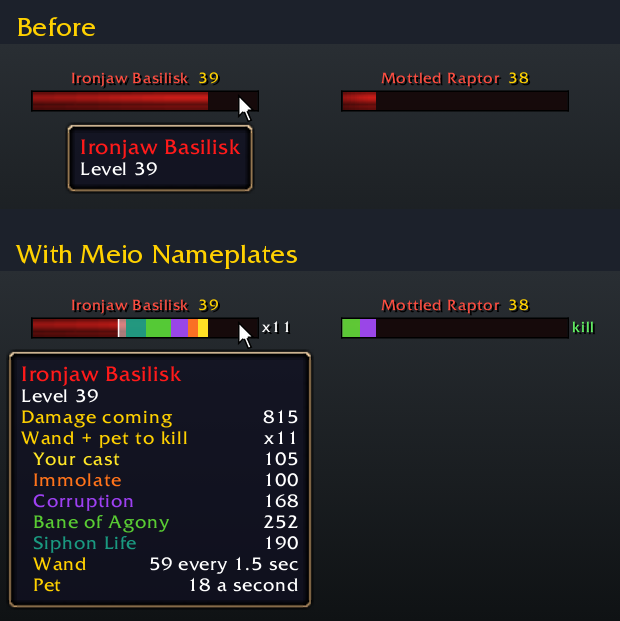 Before
Ironjaw Basilisk 39
Mottled Raptor 38
Ironjaw Basilisk
Level 39
With Meio Nameplates
Ironjaw Basilisk 39
x11
Mottled Raptor 38
kill
Ironjaw Basilisk
Level 39
Damage coming 815
Wand + pet to kill x11
Your cast 105
Immolate 100
Corruption 168
Bane of Agony 252
Siphon Life 190
Wand 59 every 1.5 sec
Pet 18 a second